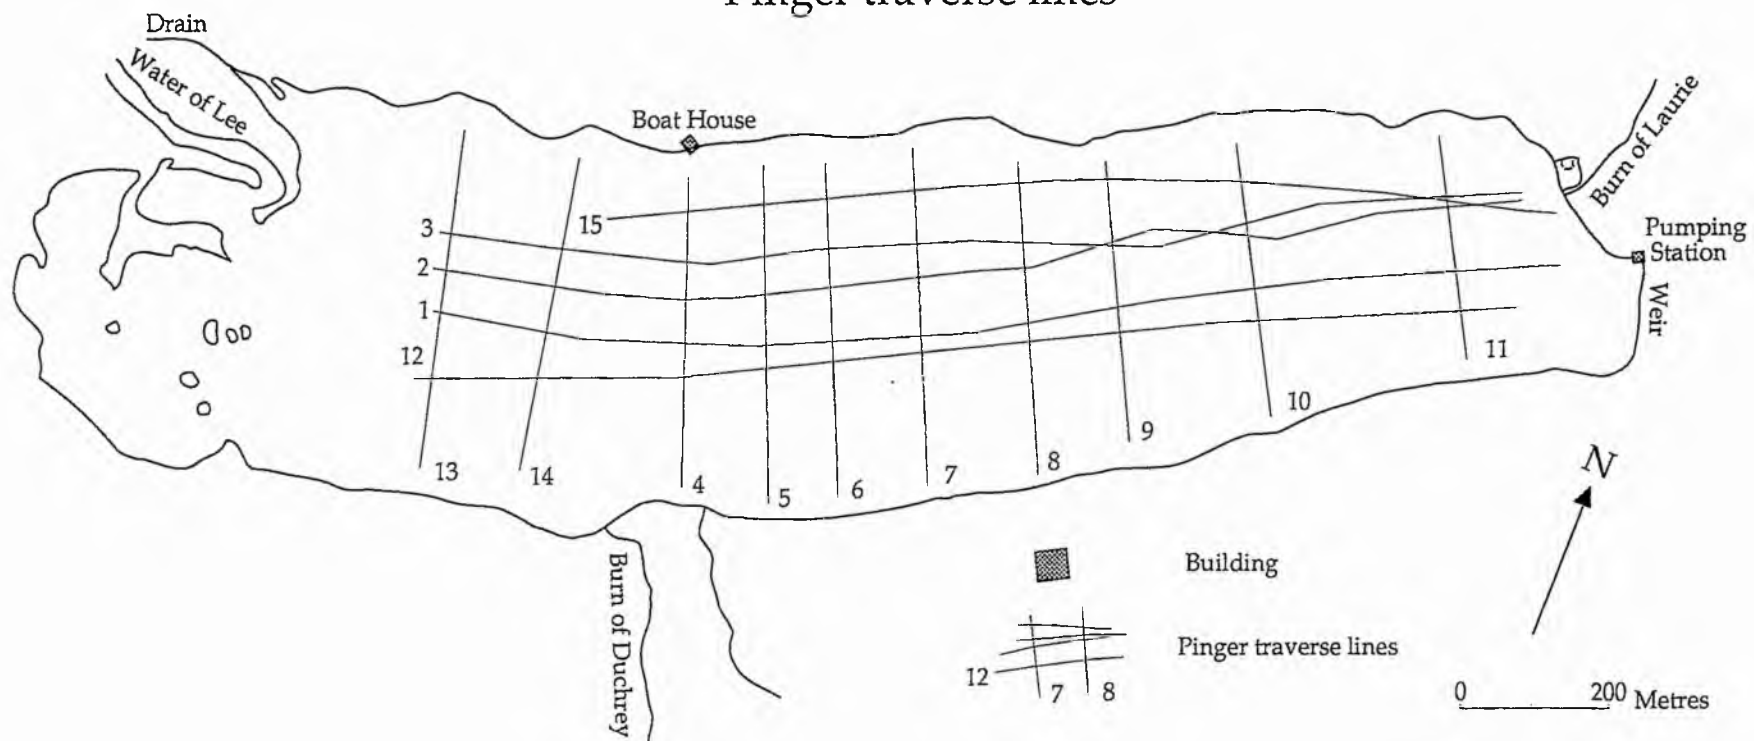 Pinger traverse lines
Drain
Water of Lee
Boat House
Burn of Laurie
Pumping
Station
Weir
15
3
2
1
12
13
14
4
5
6
7
8
9
10
11
N
Burn of Duchrey
Building
Pinger traverse lines
12
7
8
0
200 Metres